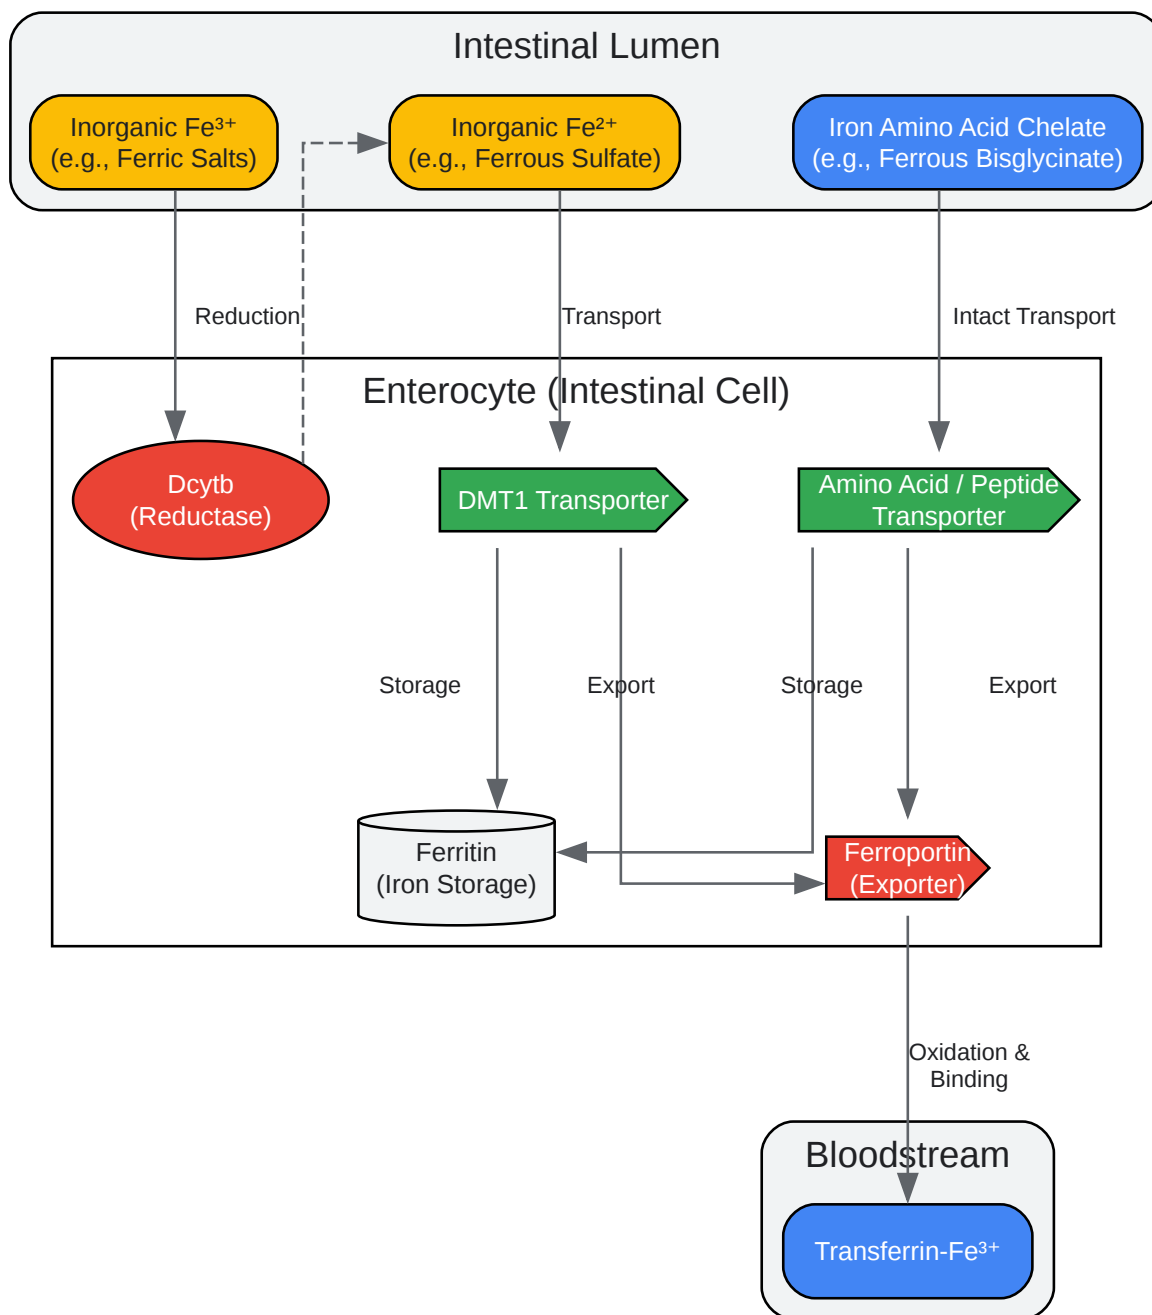 Intestinal Lumen
Inorganic Fe³⁺
(e.g., Ferric Salts)
Inorganic Fe²⁺
(e.g., Ferrous Sulfate)
Iron Amino Acid Chelate
(e.g., Ferrous Bisglycinate)
Reduction
Transport
Intact Transport
Enterocyte (Intestinal Cell)
Dcytb
(Reductase)
DMT1 Transporter
Amino Acid / Peptide
Transporter
Storage
Export
Storage
Export
Ferritin
(Iron Storage)
Ferroportin
(Exporter)
Oxidation &
Binding
Bloodstream
Transferrin-Fe³⁺